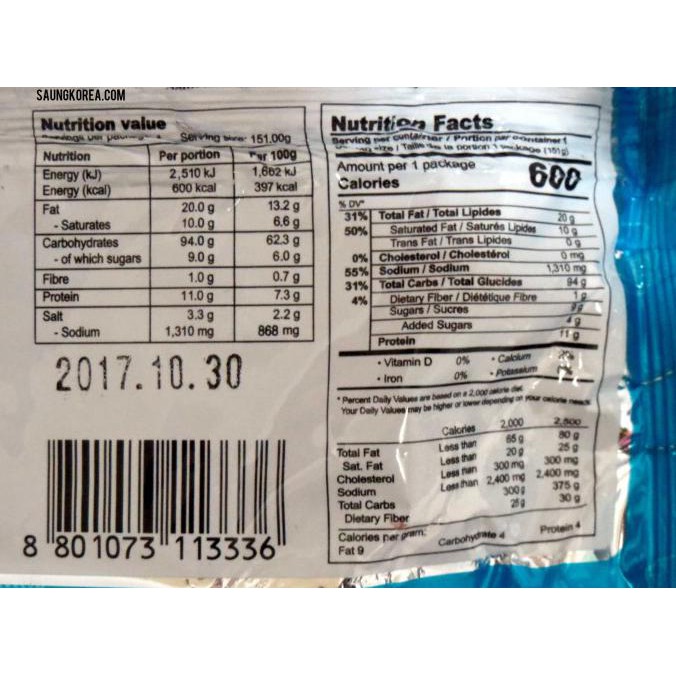 SAUNGKOREA.COM
Nutrition value
Serving size: 151.00g
Nutrition Per portion Per 100g
Energy (kJ) 2,510 kJ 1,662 kJ
Energy (kcal) 600 kcal 397 kcal
Fat 20.0 g 13.2 g
- Saturates 10.0 g 6.6 g
Carbohydrates 94.0 g 62.3 g
- of which sugars 9.0 g 6.0 g
Fibre 1.0 g 0.7 g
Protein 11.0 g 7.3 g
Salt 3.3 g 2.2 g
- Sodium 1,310 mg 868 mg
2017.10.30
8 801073 113336
Nutrition Facts
Serving per container / Portion par container 1
Amount per 1 package
Calories 600
% DV*
31% Total Fat / Total Lipides 20 g
50% Saturated Fat / Saturés Lipides 10 g
Trans Fat / Trans Lipides 0 g
0% Cholesterol / Cholestérol 0 mg
55% Sodium / Sodium 1,310 mg
31% Total Carbs / Total Glucides 94 g
4% Dietary Fiber / Diététique Fibre 1 g
Sugars / Sucres 9g
Added Sugars 4 g
Protein 11 g
• Vitamin D 0% • Calcium
• Iron 0% • Potassium
* Percent Daily Values are based on a 2,000 calorie diet.
Your Daily Values may be higher or lower depending on your calorie needs
Calories 2,000 2,500
Total Fat Less than 65 g 80 g
Sat. Fat Less than 20 g 25 g
Cholesterol Less than 300 mg 300 mg
Sodium Less than 2,400 mg 2,400 mg
Total Carbs 300 g 375 g
Dietary Fiber 25 g 30 g
Calories per gram:
Fat 9 Carbohydrate 4 Protein 4